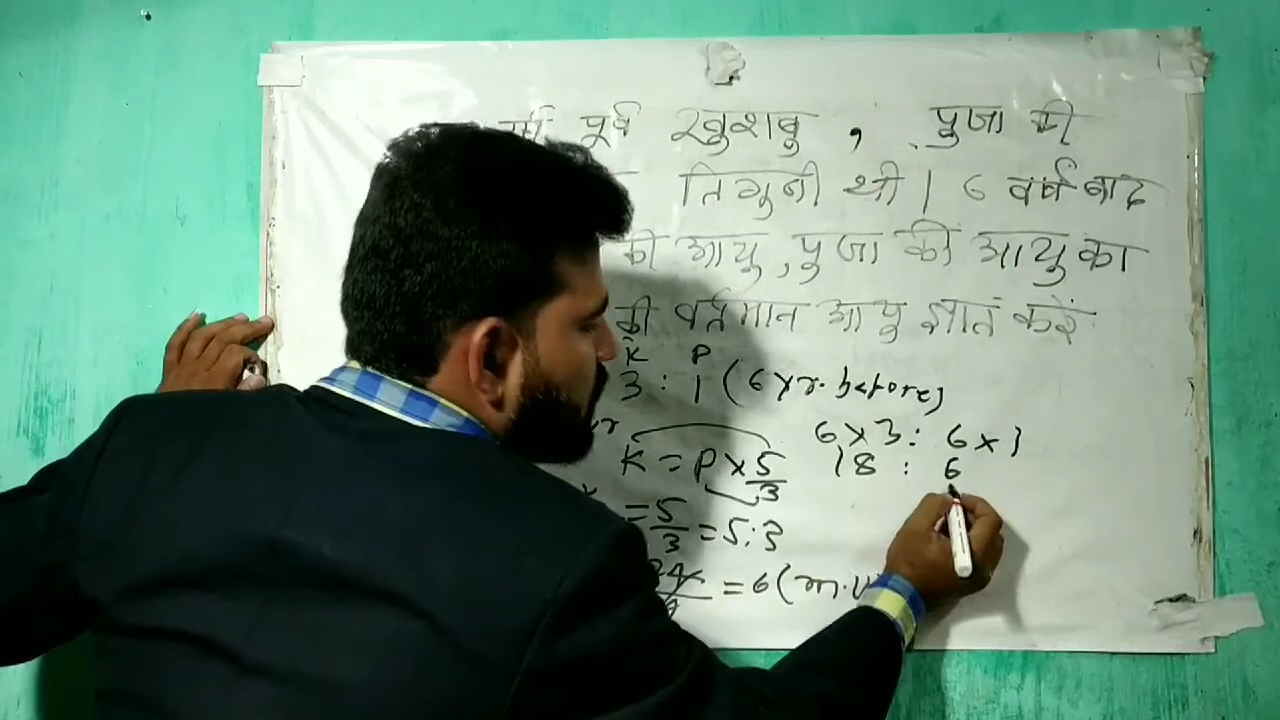 वर्ष पूर्व खुशबु , पुजा की
तिगुनी थी । 6 वर्ष बाद
की आयु , पुजा की आयु का
की वर्तमान आयु ज्ञात करें
K P
3 : 1 (6 yr. before)
6 × 3 : 6 × 1
K = P × 5/3
18 : 6
= 5/3 = 5:3
24/4 = 6